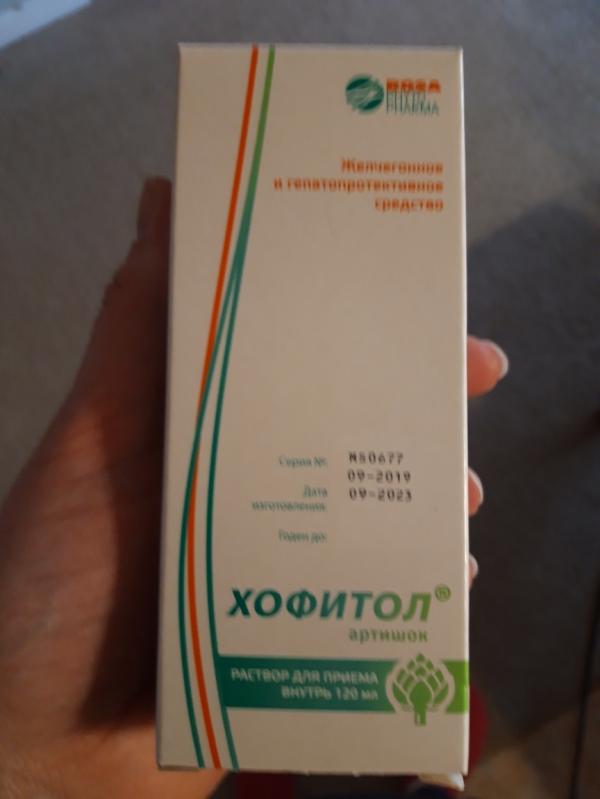 ROSA
PHYTO
PHARMA
Желчегонное
и гепатопротективное
средство
Серия №:
MS0677
09-2019
Дата
изготовления:
09-2023
Годен до:
ХОФИТОЛ®
артишок
РАСТВОР ДЛЯ ПРИЕМА
ВНУТРЬ 120 мл